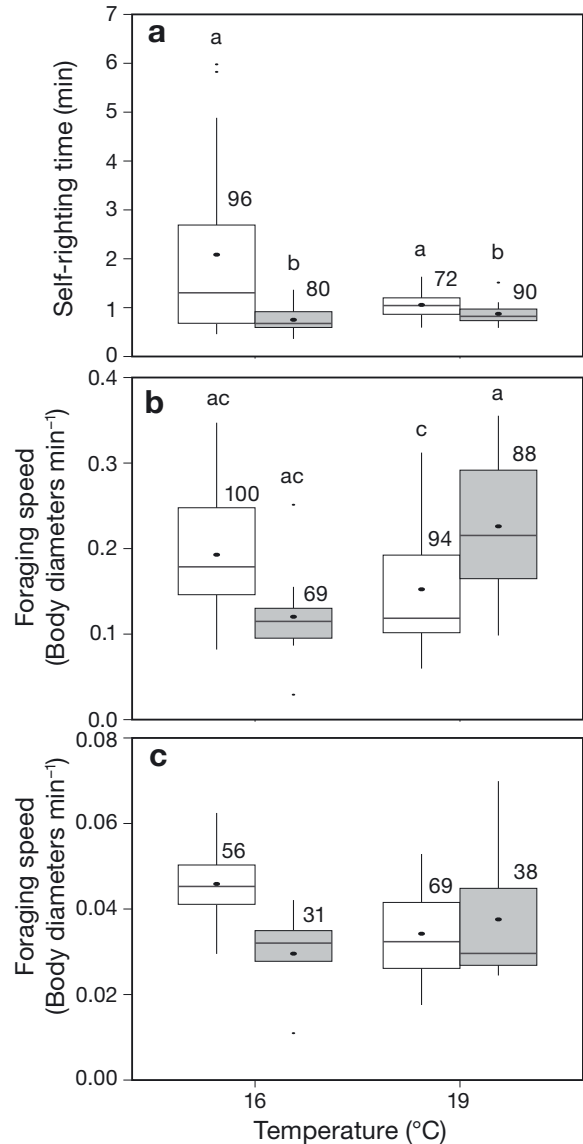 a
Self-righting time (min)
7
6
5
4
3
2
1
0
a
96
b
80
a
72
b
90
b
Foraging speed
(Body diameters min⁻¹)
0.4
0.3
0.2
0.1
0.0
ac
100
ac
69
c
94
a
88
c
Foraging speed
(Body diameters min⁻¹)
0.08
0.06
0.04
0.02
0.00
56
31
69
38
16 19
Temperature (°C)